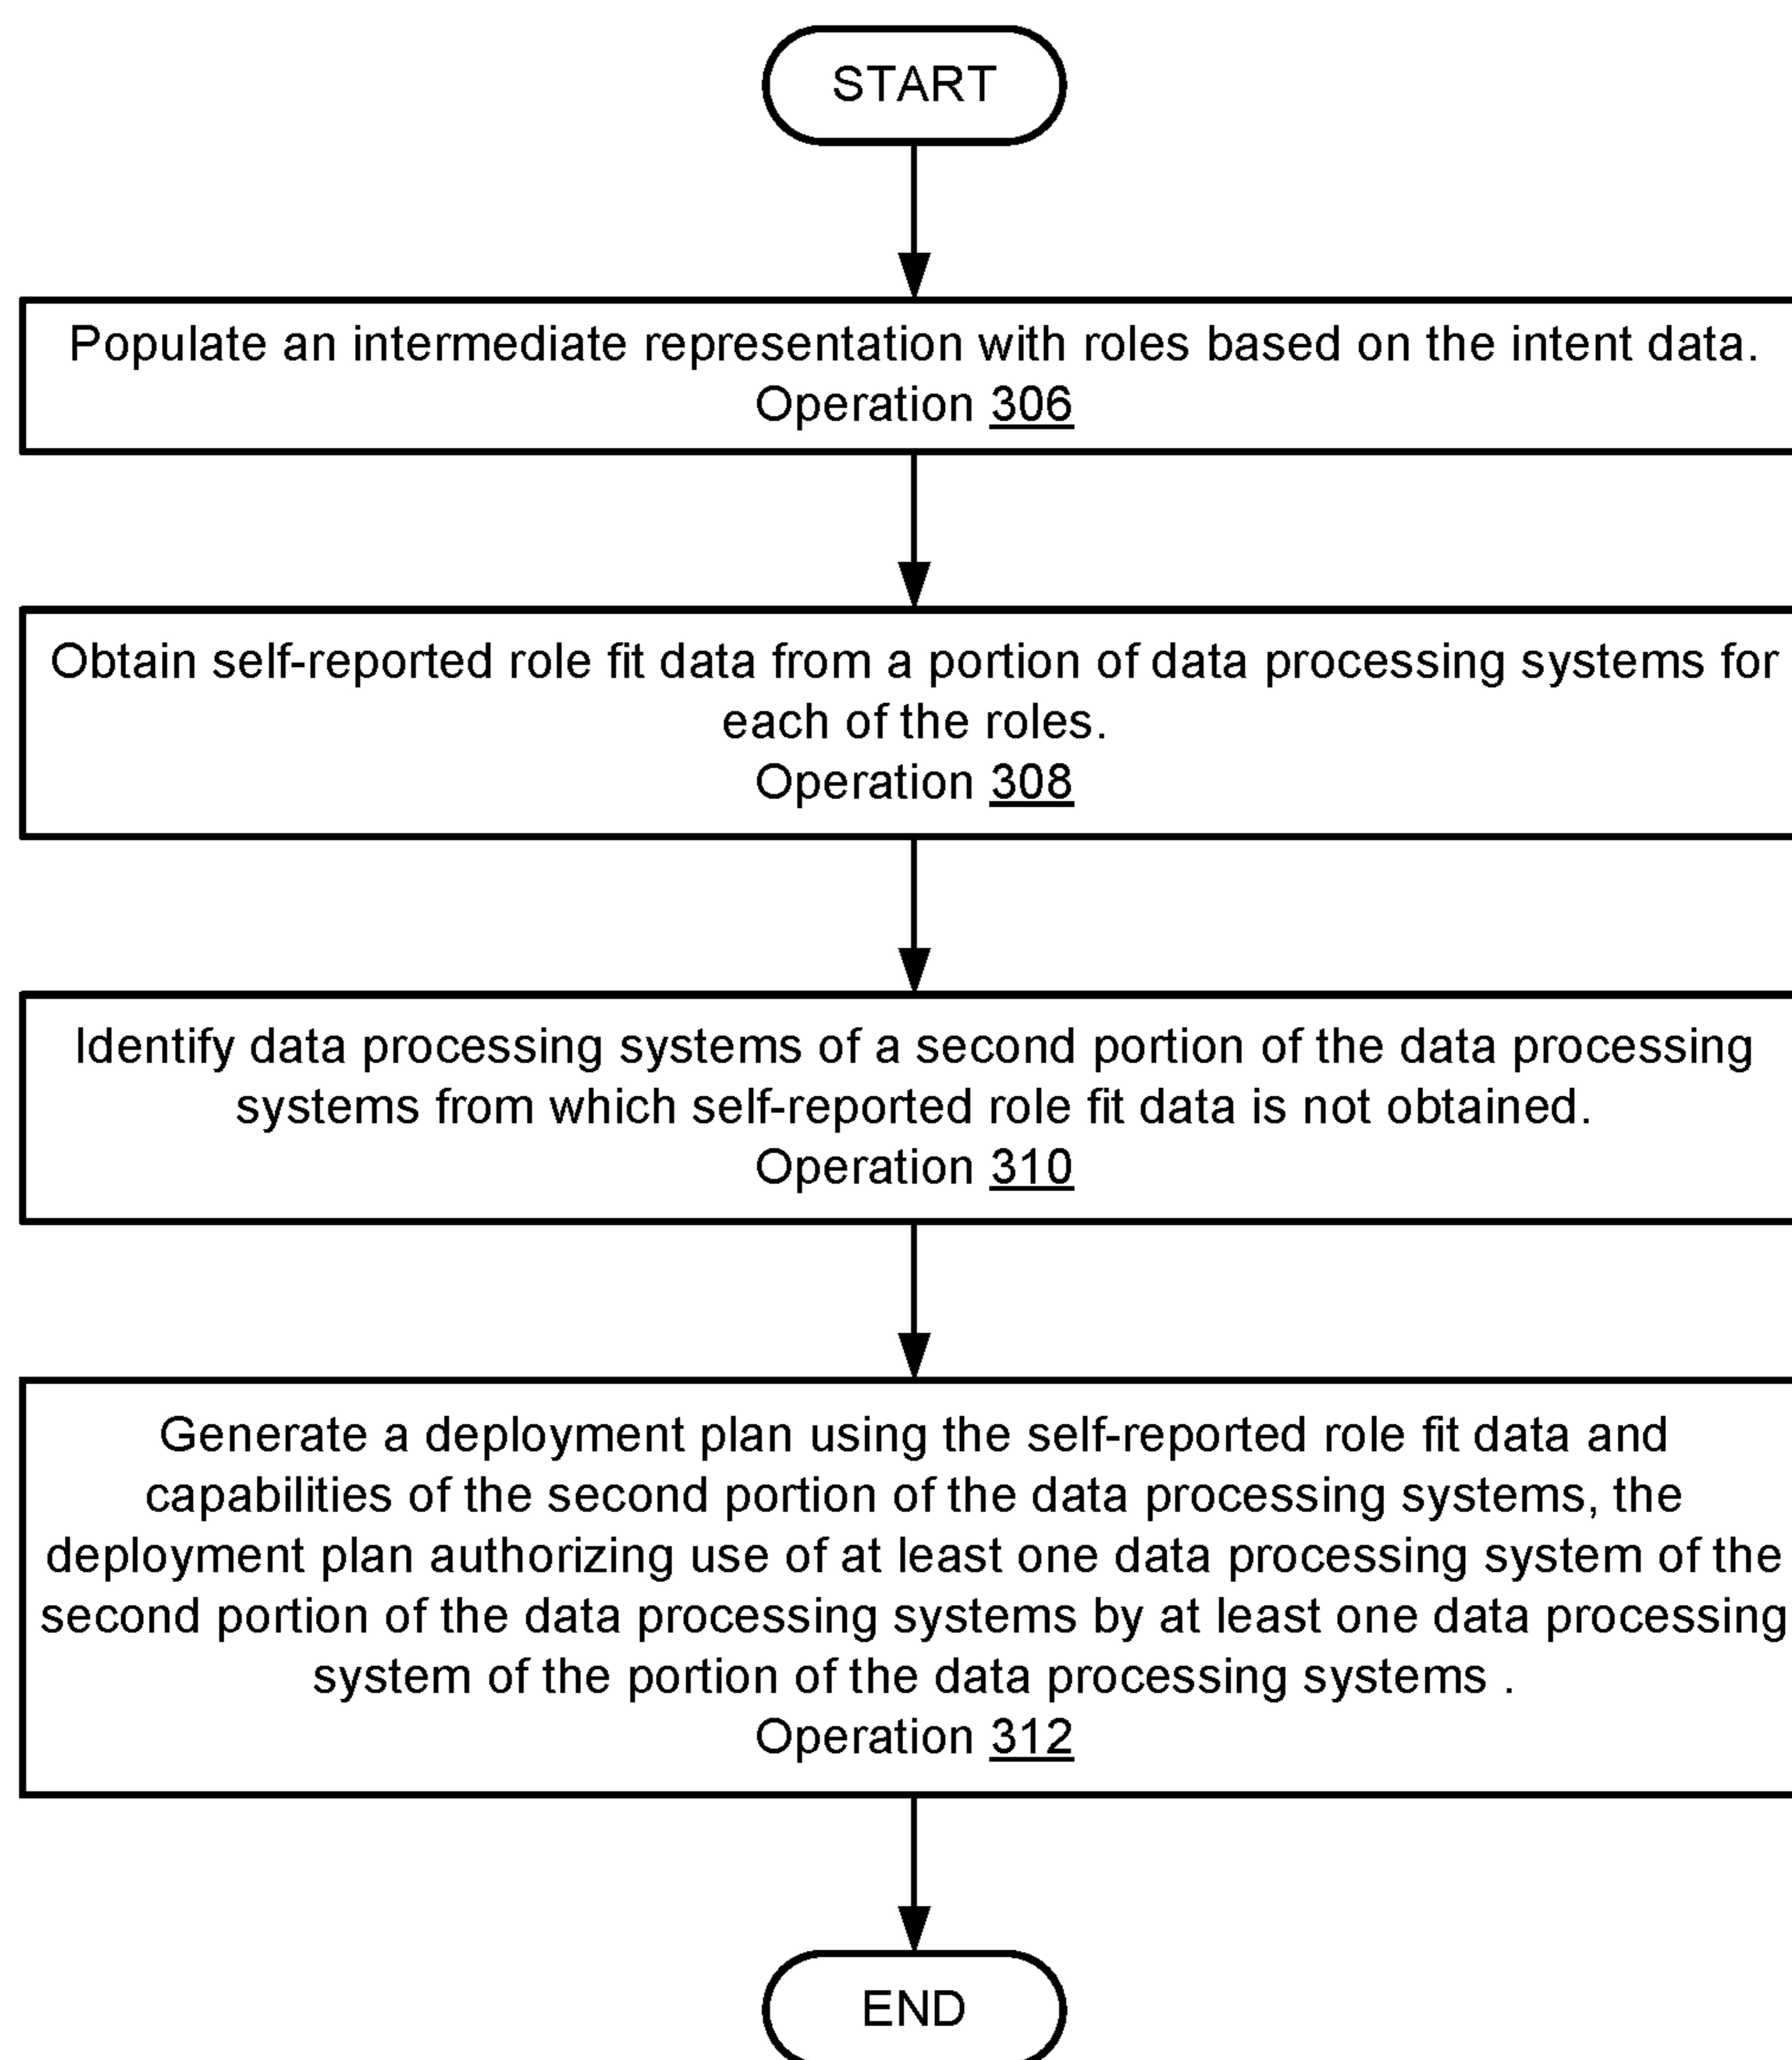 START
Populate an intermediate representation with roles based on the intent data.
Operation 306
Obtain self-reported role fit data from a portion of data processing systems for
each of the roles.
Operation 308
Identify data processing systems of a second portion of the data processing
systems from which self-reported role fit data is not obtained.
Operation 310
Generate a deployment plan using the self-reported role fit data and
capabilities of the second portion of the data processing systems, the
deployment plan authorizing use of at least one data processing system of the
second portion of the data processing systems by at least one data processing
system of the portion of the data processing systems .
Operation 312
END